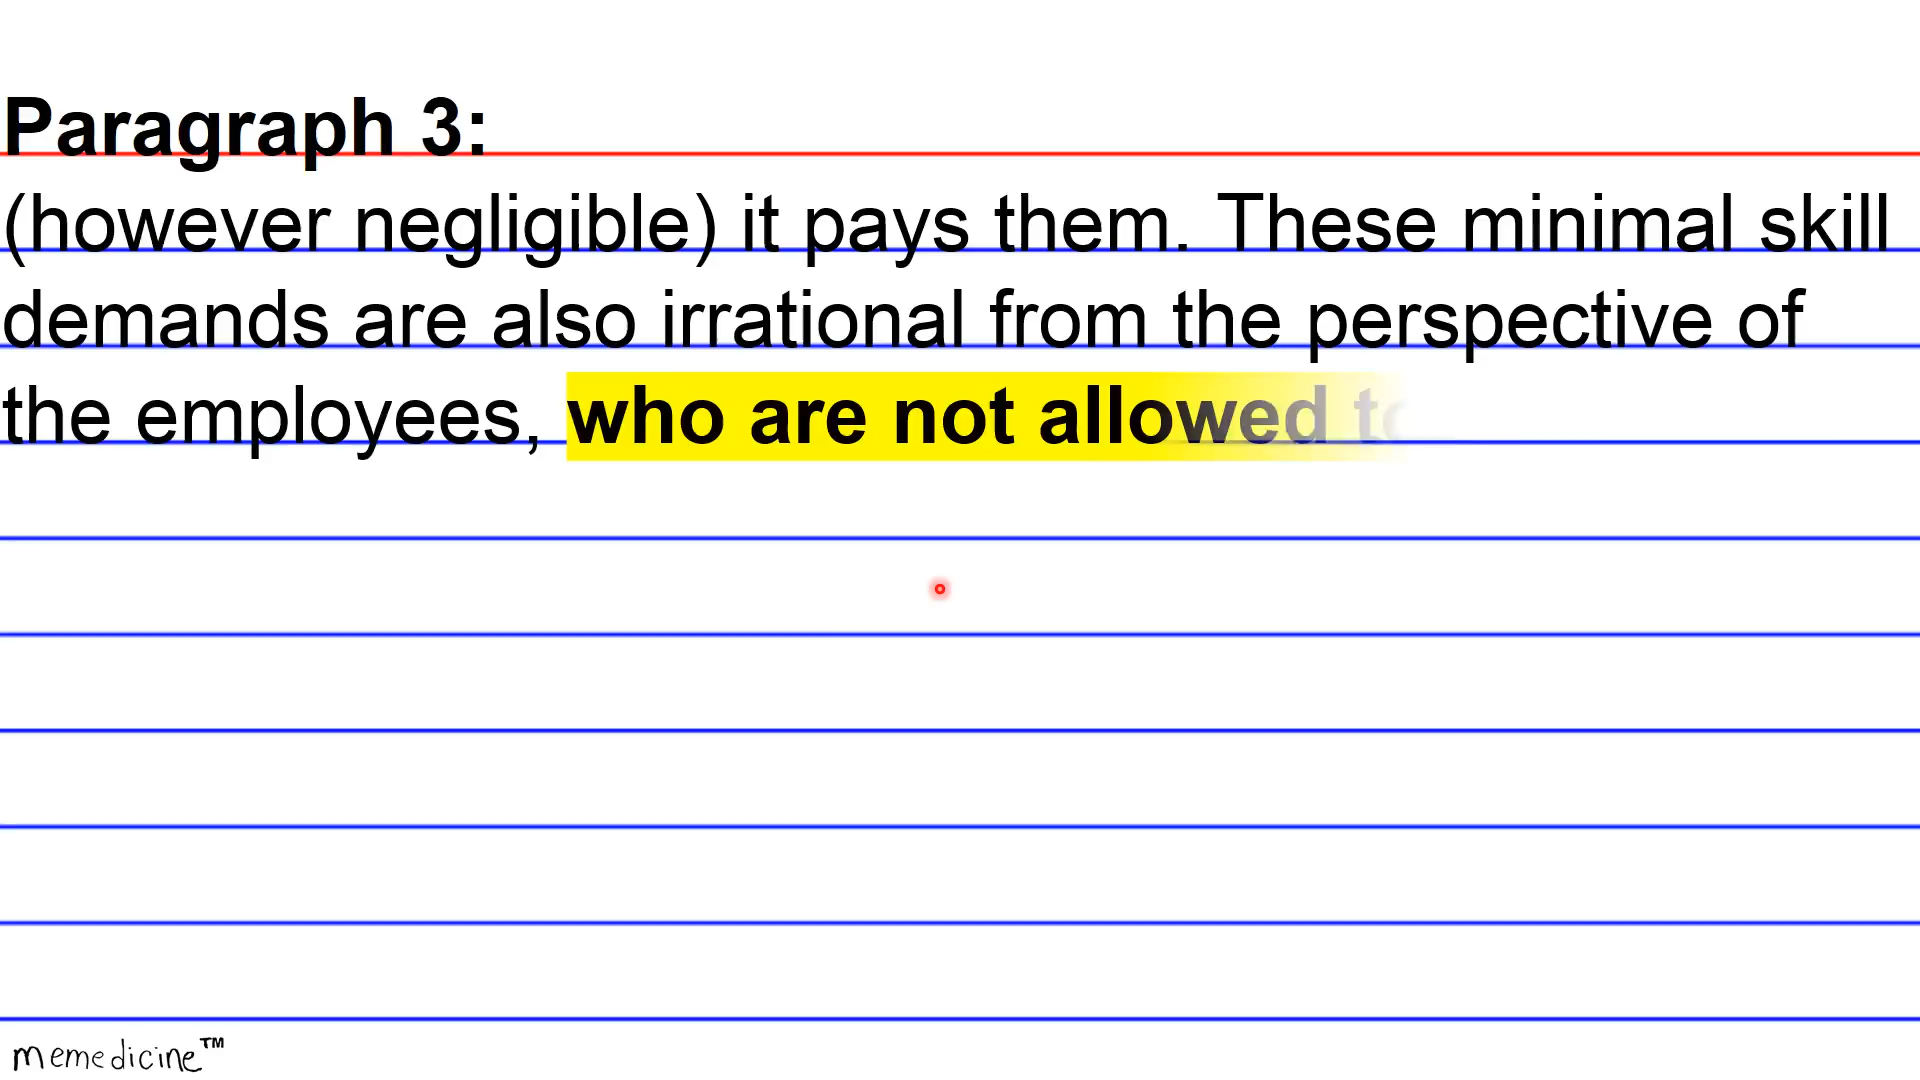 Paragraph 3:
(however negligible) it pays them. These minimal skill
demands are also irrational from the perspective of
the employees, who are not allowed to
memedicine™